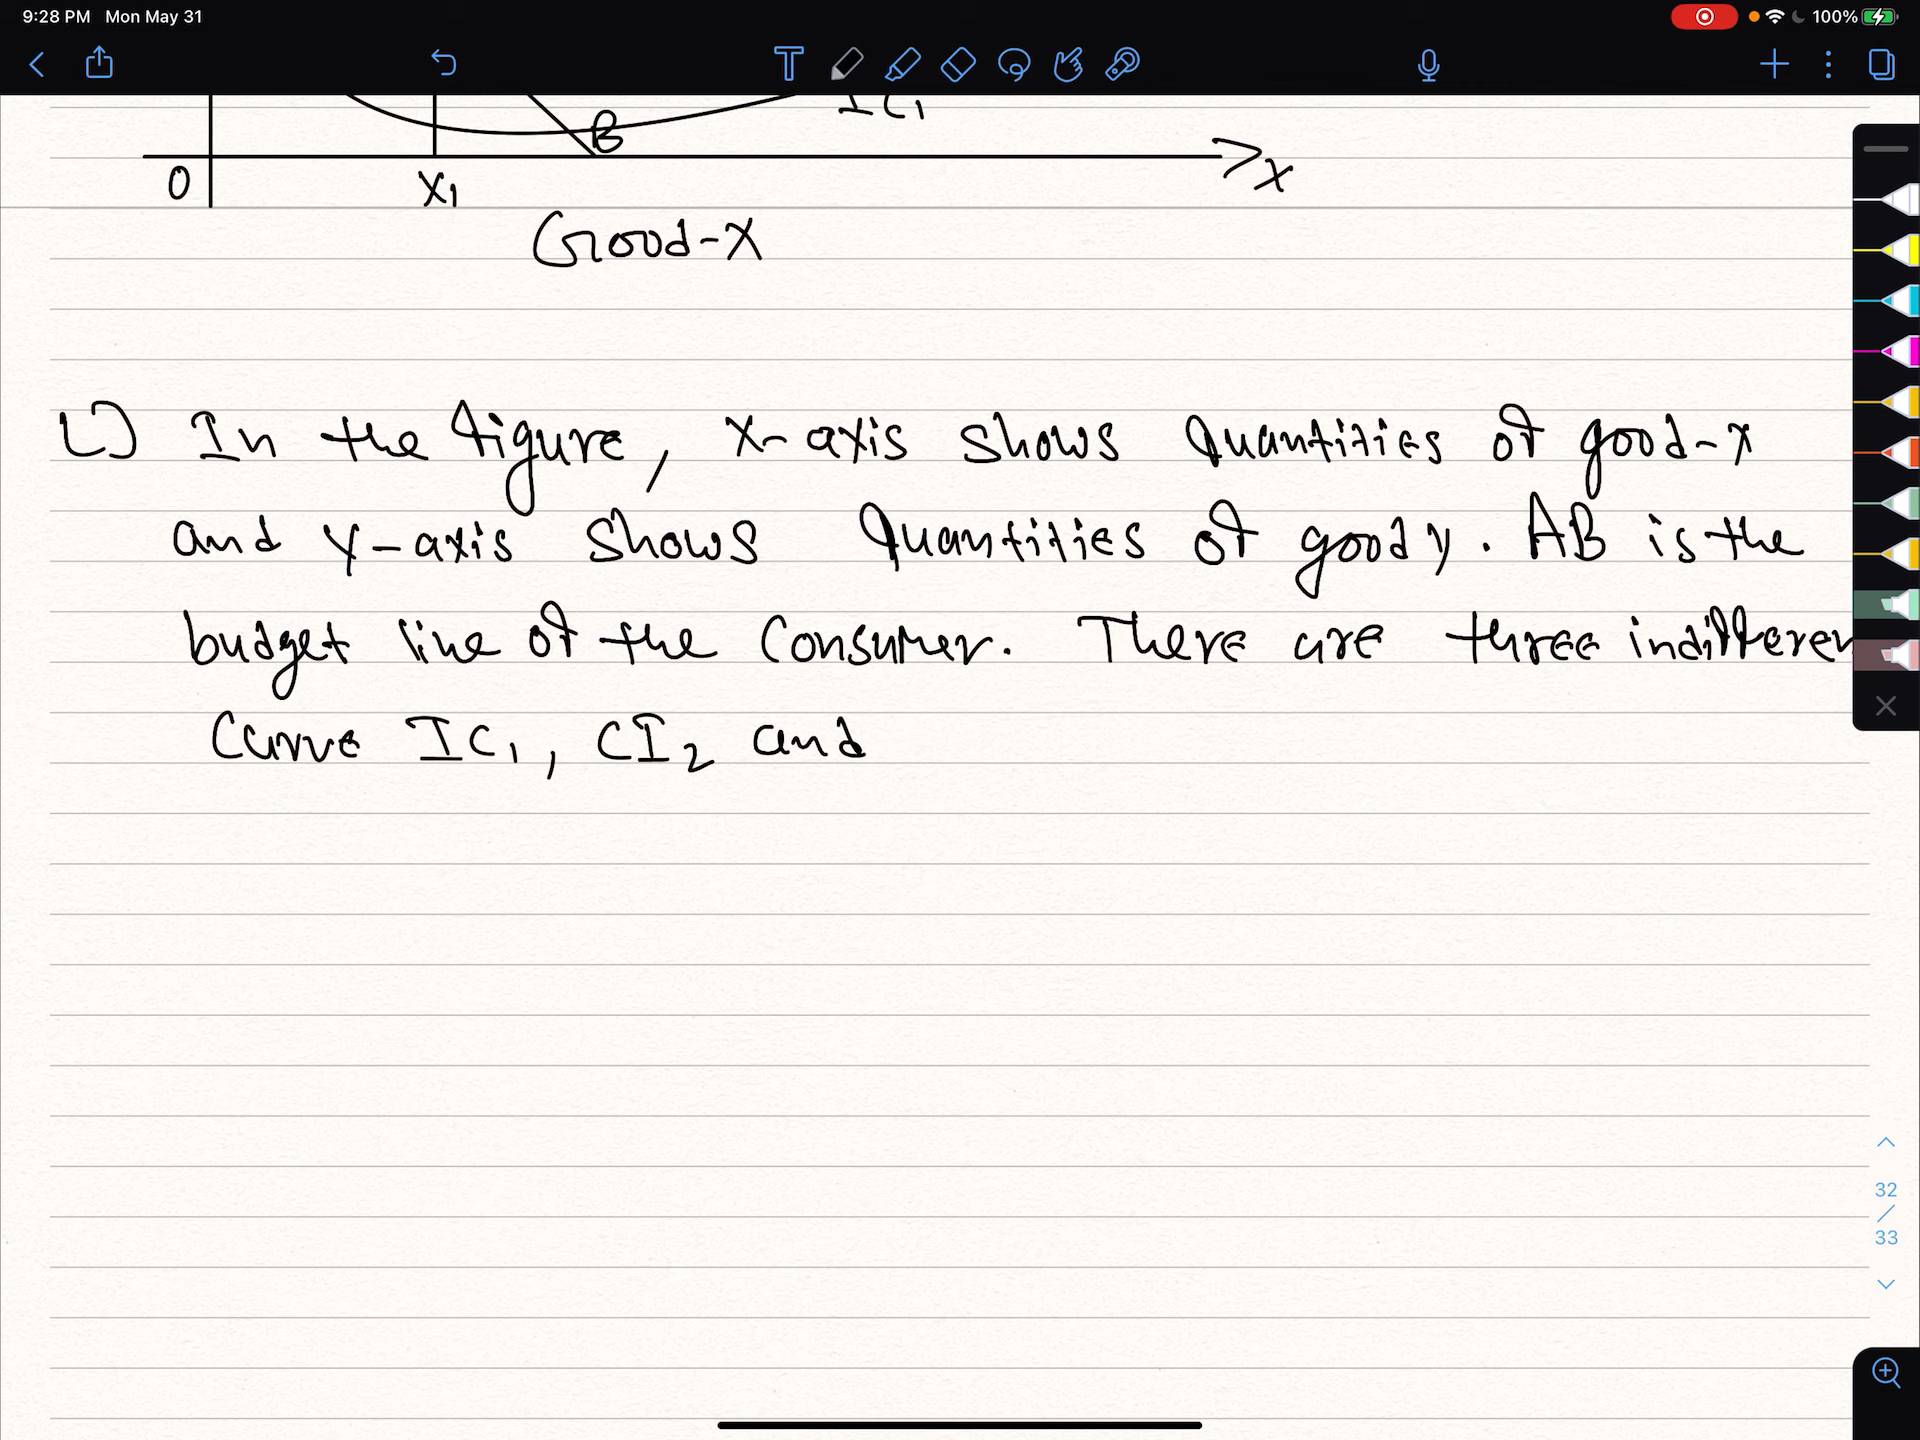 9:28 PM Mon May 31
100%
IC1
B
0
X1
X
Good-X
In the figure, X-axis shows Quantities of good-x
and Y-axis shows Quantities of good y. AB is the
budget line of the Consumer. There are three indifferen
Curve IC1, CI2 and
32
/
33